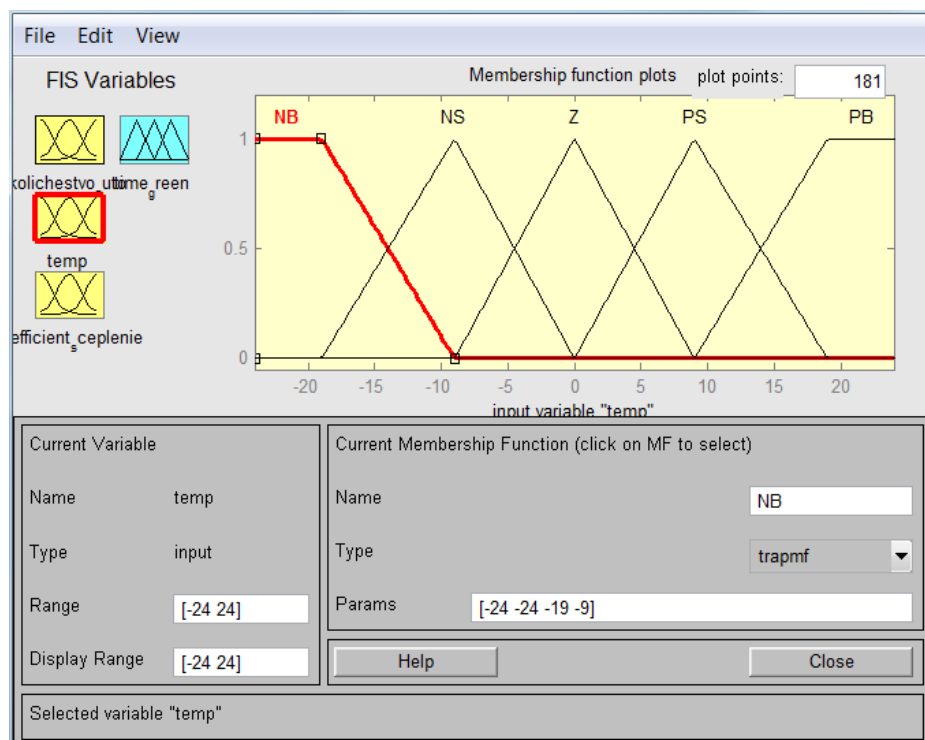 File Edit View
FIS Variables
Membership function plots plot points: 181
NB NS Z PS PB
1
0.5
0
-20 -15 -10 -5 0 5 10 15 20
input variable "temp"
temp
efficient_sceplenie
Current Variable
Name temp
Type input
Range [-24 24]
Display Range [-24 24]
Current Membership Function (click on MF to select)
Name NB
Type trapmf
Params [-24 -24 -19 -9]
Help Close
Selected variable "temp"